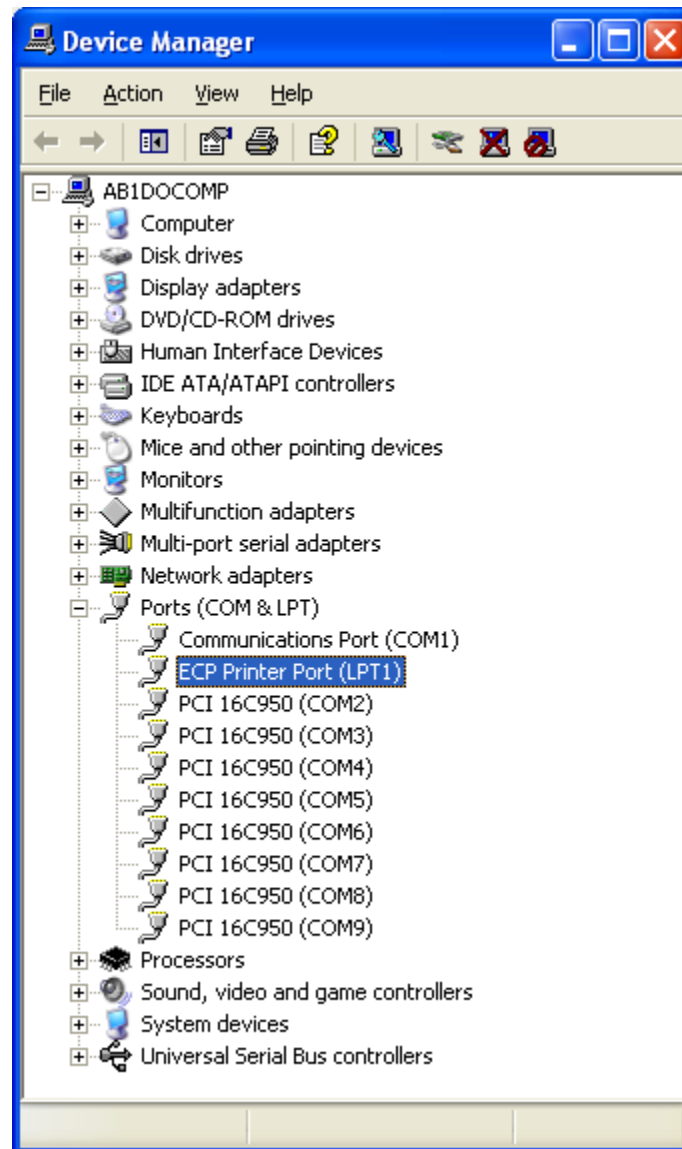 Device Manager
File Action View Help
AB1DOCOMP
Computer
Disk drives
Display adapters
DVD/CD-ROM drives
Human Interface Devices
IDE ATA/ATAPI controllers
Keyboards
Mice and other pointing devices
Monitors
Multifunction adapters
Multi-port serial adapters
Network adapters
Ports (COM & LPT)
Communications Port (COM1)
ECP Printer Port (LPT1)
PCI 16C950 (COM2)
PCI 16C950 (COM3)
PCI 16C950 (COM4)
PCI 16C950 (COM5)
PCI 16C950 (COM6)
PCI 16C950 (COM7)
PCI 16C950 (COM8)
PCI 16C950 (COM9)
Processors
Sound, video and game controllers
System devices
Universal Serial Bus controllers